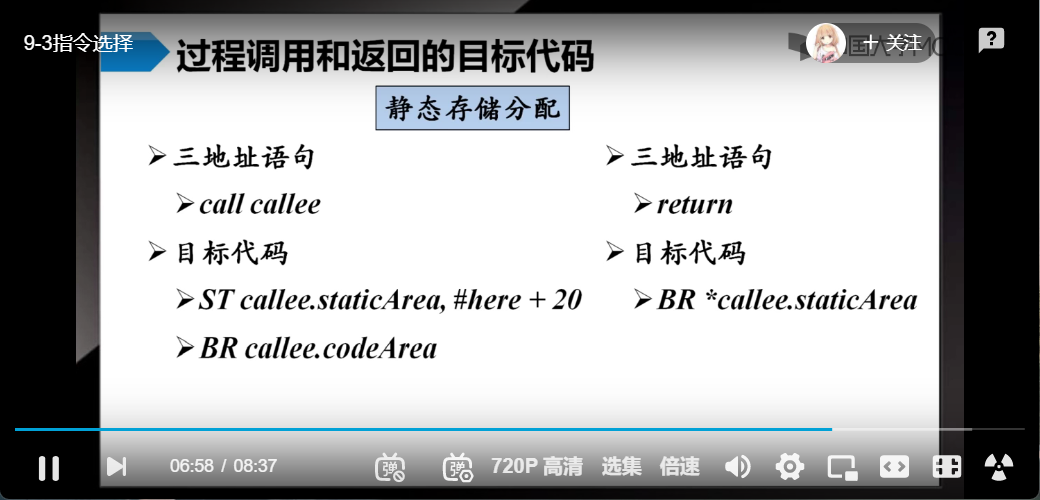 9-3指令选择
+ 关注
过程调用和返回的目标代码
静态存储分配
➢三地址语句
➢call callee
➢目标代码
➢ST callee.staticArea, #here + 20
➢BR callee.codeArea
➢三地址语句
➢return
➢目标代码
➢BR *callee.staticArea
06:58 / 08:37
弹
弹
720P 高清
选集
倍速